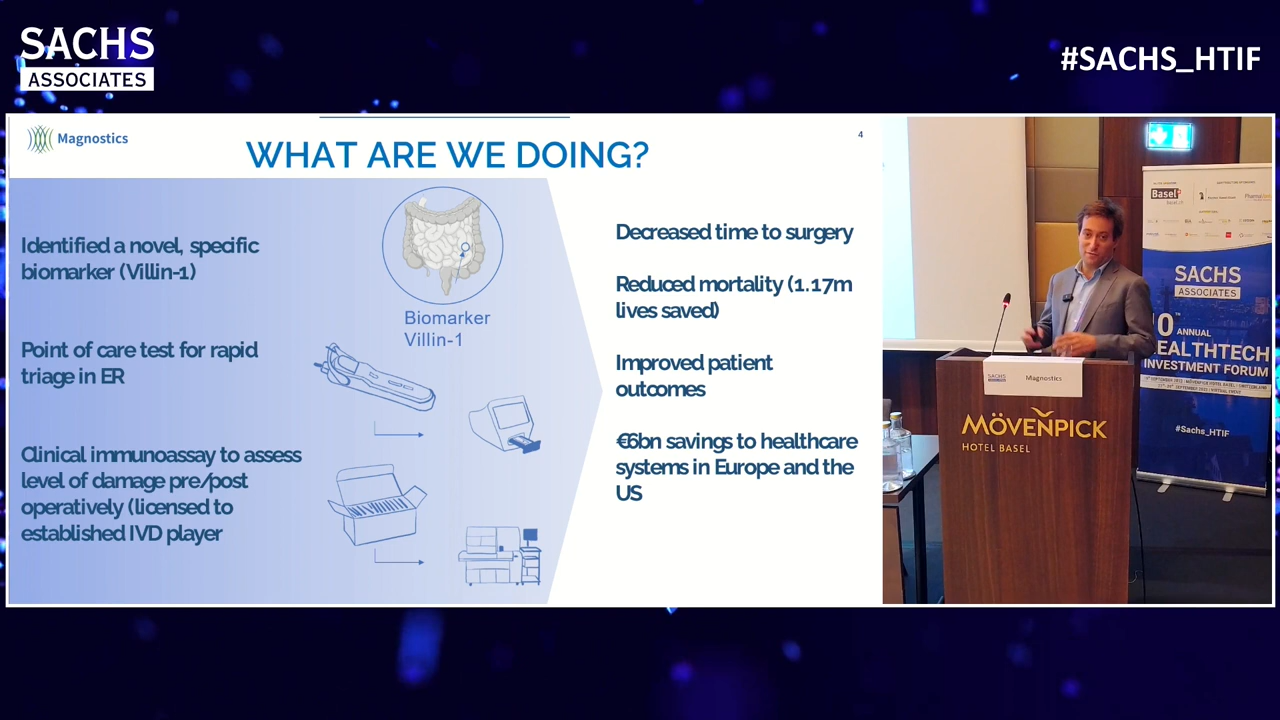 SACHS
ASSOCIATES
#SACHS_HTIF
Magnostics
WHAT ARE WE DOING?
4
Identified a novel, specific
biomarker (Villin-1)
Point of care test for rapid
triage in ER
Clinical immunoassay to assess
level of damage pre/post
operatively (licensed to
established IVD player
Biomarker
Villin-1
Decreased time to surgery
Reduced mortality (1.17m
lives saved)
Improved patient
outcomes
€6bn savings to healthcare
systems in Europe and the
US
Basel
SACHS
ASSOCIATES
ANNUAL
EALTHTECH
INVESTMENT FORUM
#Sachs_HTIF
SACHS
Magnostics
MÖVENPICK
HOTEL BASEL